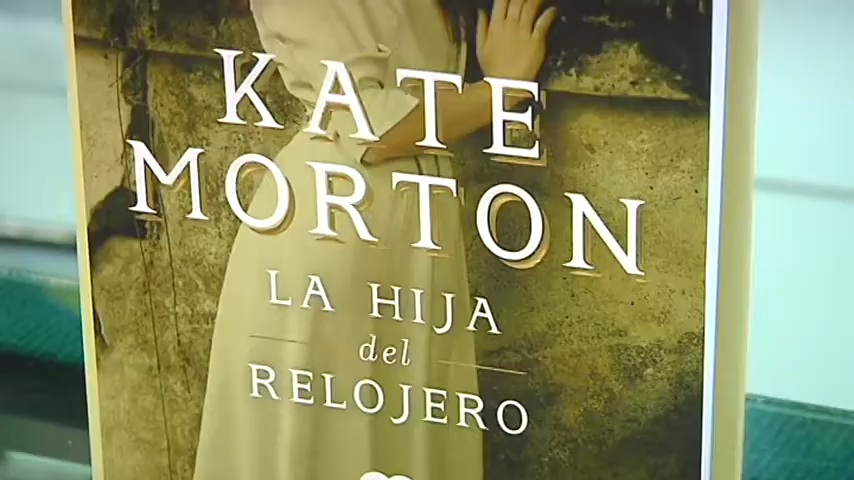 KATE
MORTON
LA HIJA
del
RELOJERO